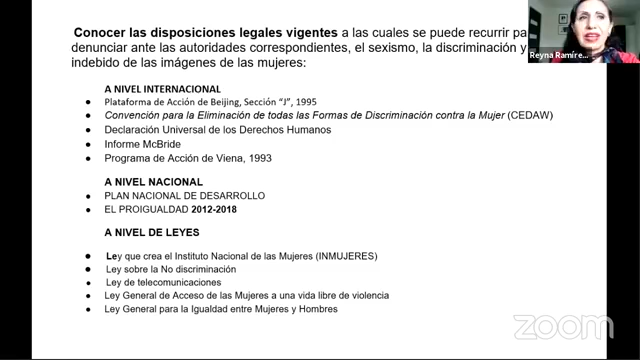 Conocer las disposiciones legales vigentes a las cuales se puede recurrir pa
denunciar ante las autoridades correspondientes, el sexismo, la discriminación y
indebido de las imágenes de las mujeres:
Reyna Ramíre...
A NIVEL INTERNACIONAL
● Plataforma de Acción de Beijing, Sección “J”, 1995
● Convención para la Eliminación de todas las Formas de Discriminación contra la Mujer (CEDAW)
● Declaración Universal de los Derechos Humanos
● Informe McBride
● Programa de Acción de Viena, 1993
A NIVEL NACIONAL
● PLAN NACIONAL DE DESARROLLO
● EL PROIGUALDAD 2012-2018
A NIVEL DE LEYES
● Ley que crea el Instituto Nacional de las Mujeres (INMUJERES)
● Ley sobre la No discriminación
● Ley de telecomunicaciones
● Ley General de Acceso de las Mujeres a una vida libre de violencia
● Ley General para la Igualdad entre Mujeres y Hombres
zoom